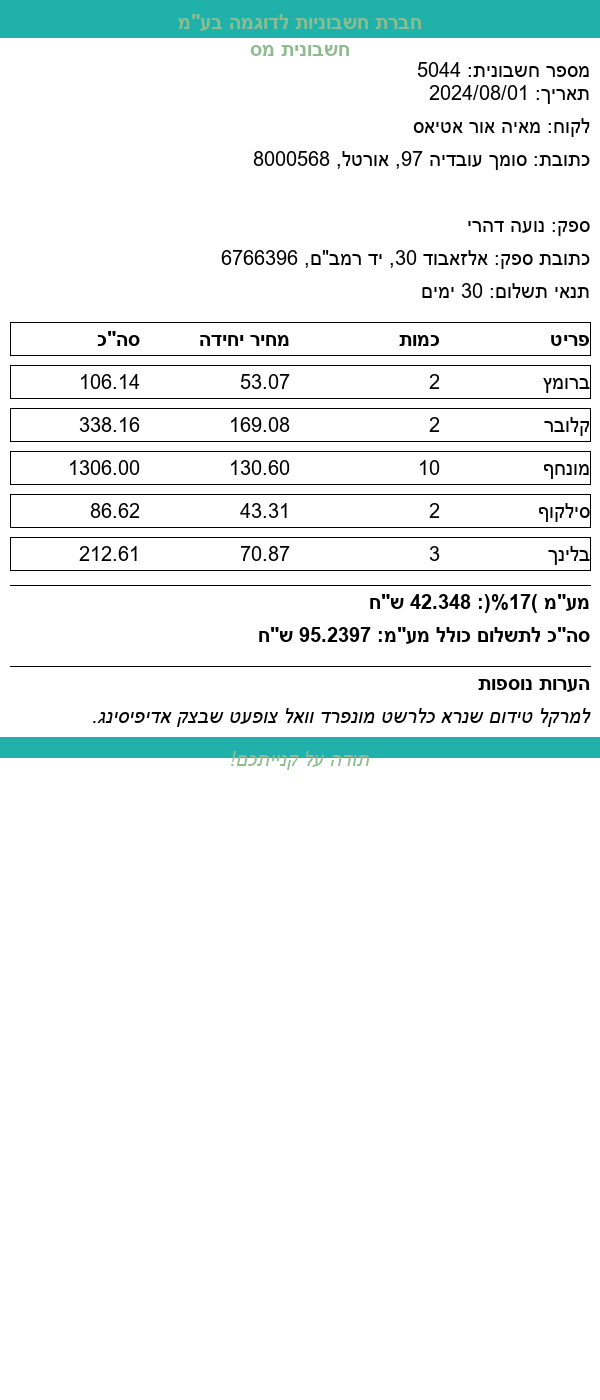 חברת חשבוניות לדוגמה בע"מ
חשבונית מס
מספר חשבונית: 5044
תאריך: 2024/08/01
לקוח: מאיה אור אטיאס
כתובת: סומך עובדיה 97, אורטל, 8000568
ספק: נועה דהרי
כתובת ספק: אלזאבוד 30, יד רמב"ם, 6766396
תנאי תשלום: 30 ימים
פריט כמות מחיר יחידה סה"כ
ברומץ 2 53.07 106.14
קלובר 2 169.08 338.16
מונחף 10 130.60 1306.00
סילקוף 2 43.31 86.62
בלינך 3 70.87 212.61
מע"מ )17%(: 42.348 ש"ח
סה"כ לתשלום כולל מע"מ: 95.2397 ש"ח
הערות נוספות
למרקל טידום שנרא כלרשט מונפרד וואל צופעט שבצק אדיפיסינג.
תודה על קנייתכם!